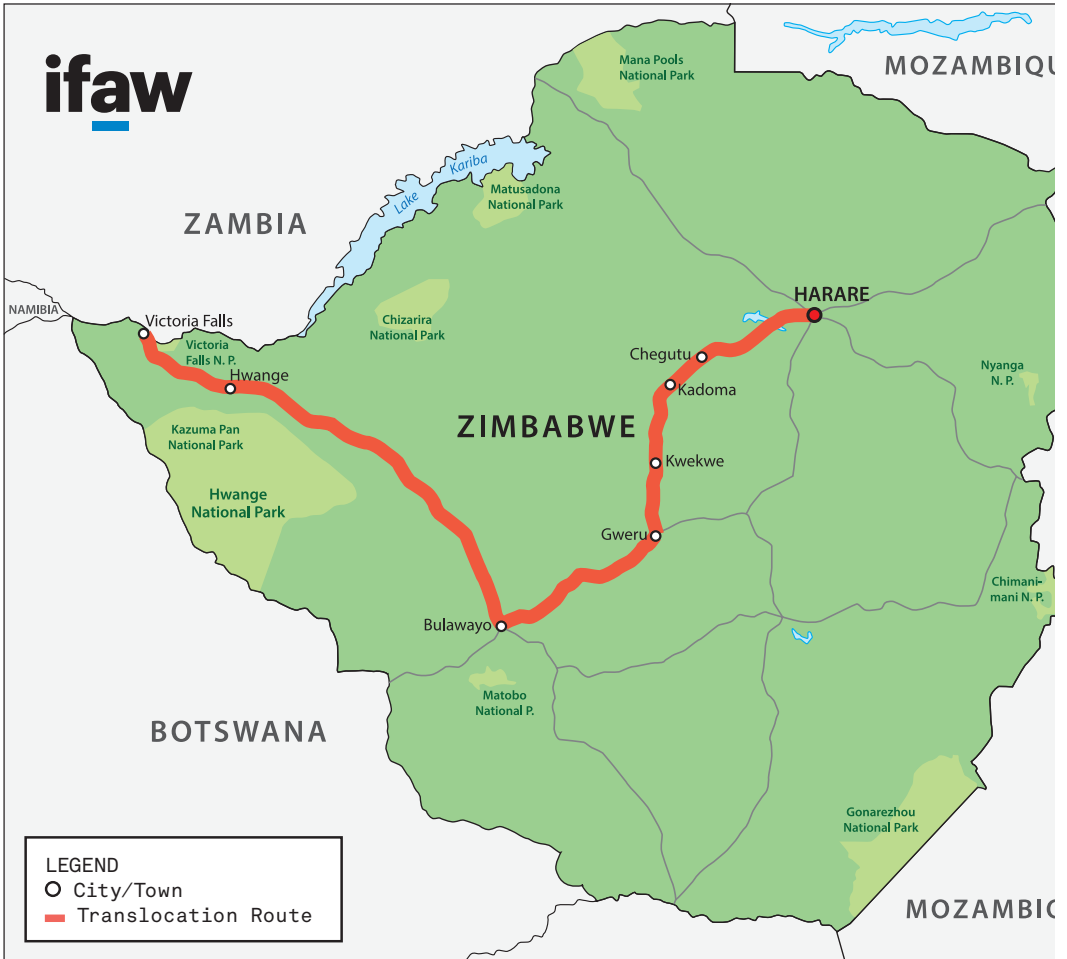 ifaw
Mana Pools
National Park
MOZAMBIQU
Lake
Kariba
Matusadona
National Park
ZAMBIA
NAMIBIA
HARARE
Victoria Falls
Chizarira
National Park
Victoria
Falls N. P.
Chegutu
Nyanga
N. P.
Hwange
Kadoma
ZIMBABWE
Kazuma Pan
National Park
Kwekwe
Hwange
National Park
Gweru
Chimani-
mani N. P.
Bulawayo
Matobo
National P.
BOTSWANA
Gonarezhou
National Park
LEGEND
City/Town
Translocation Route
MOZAMBIQ